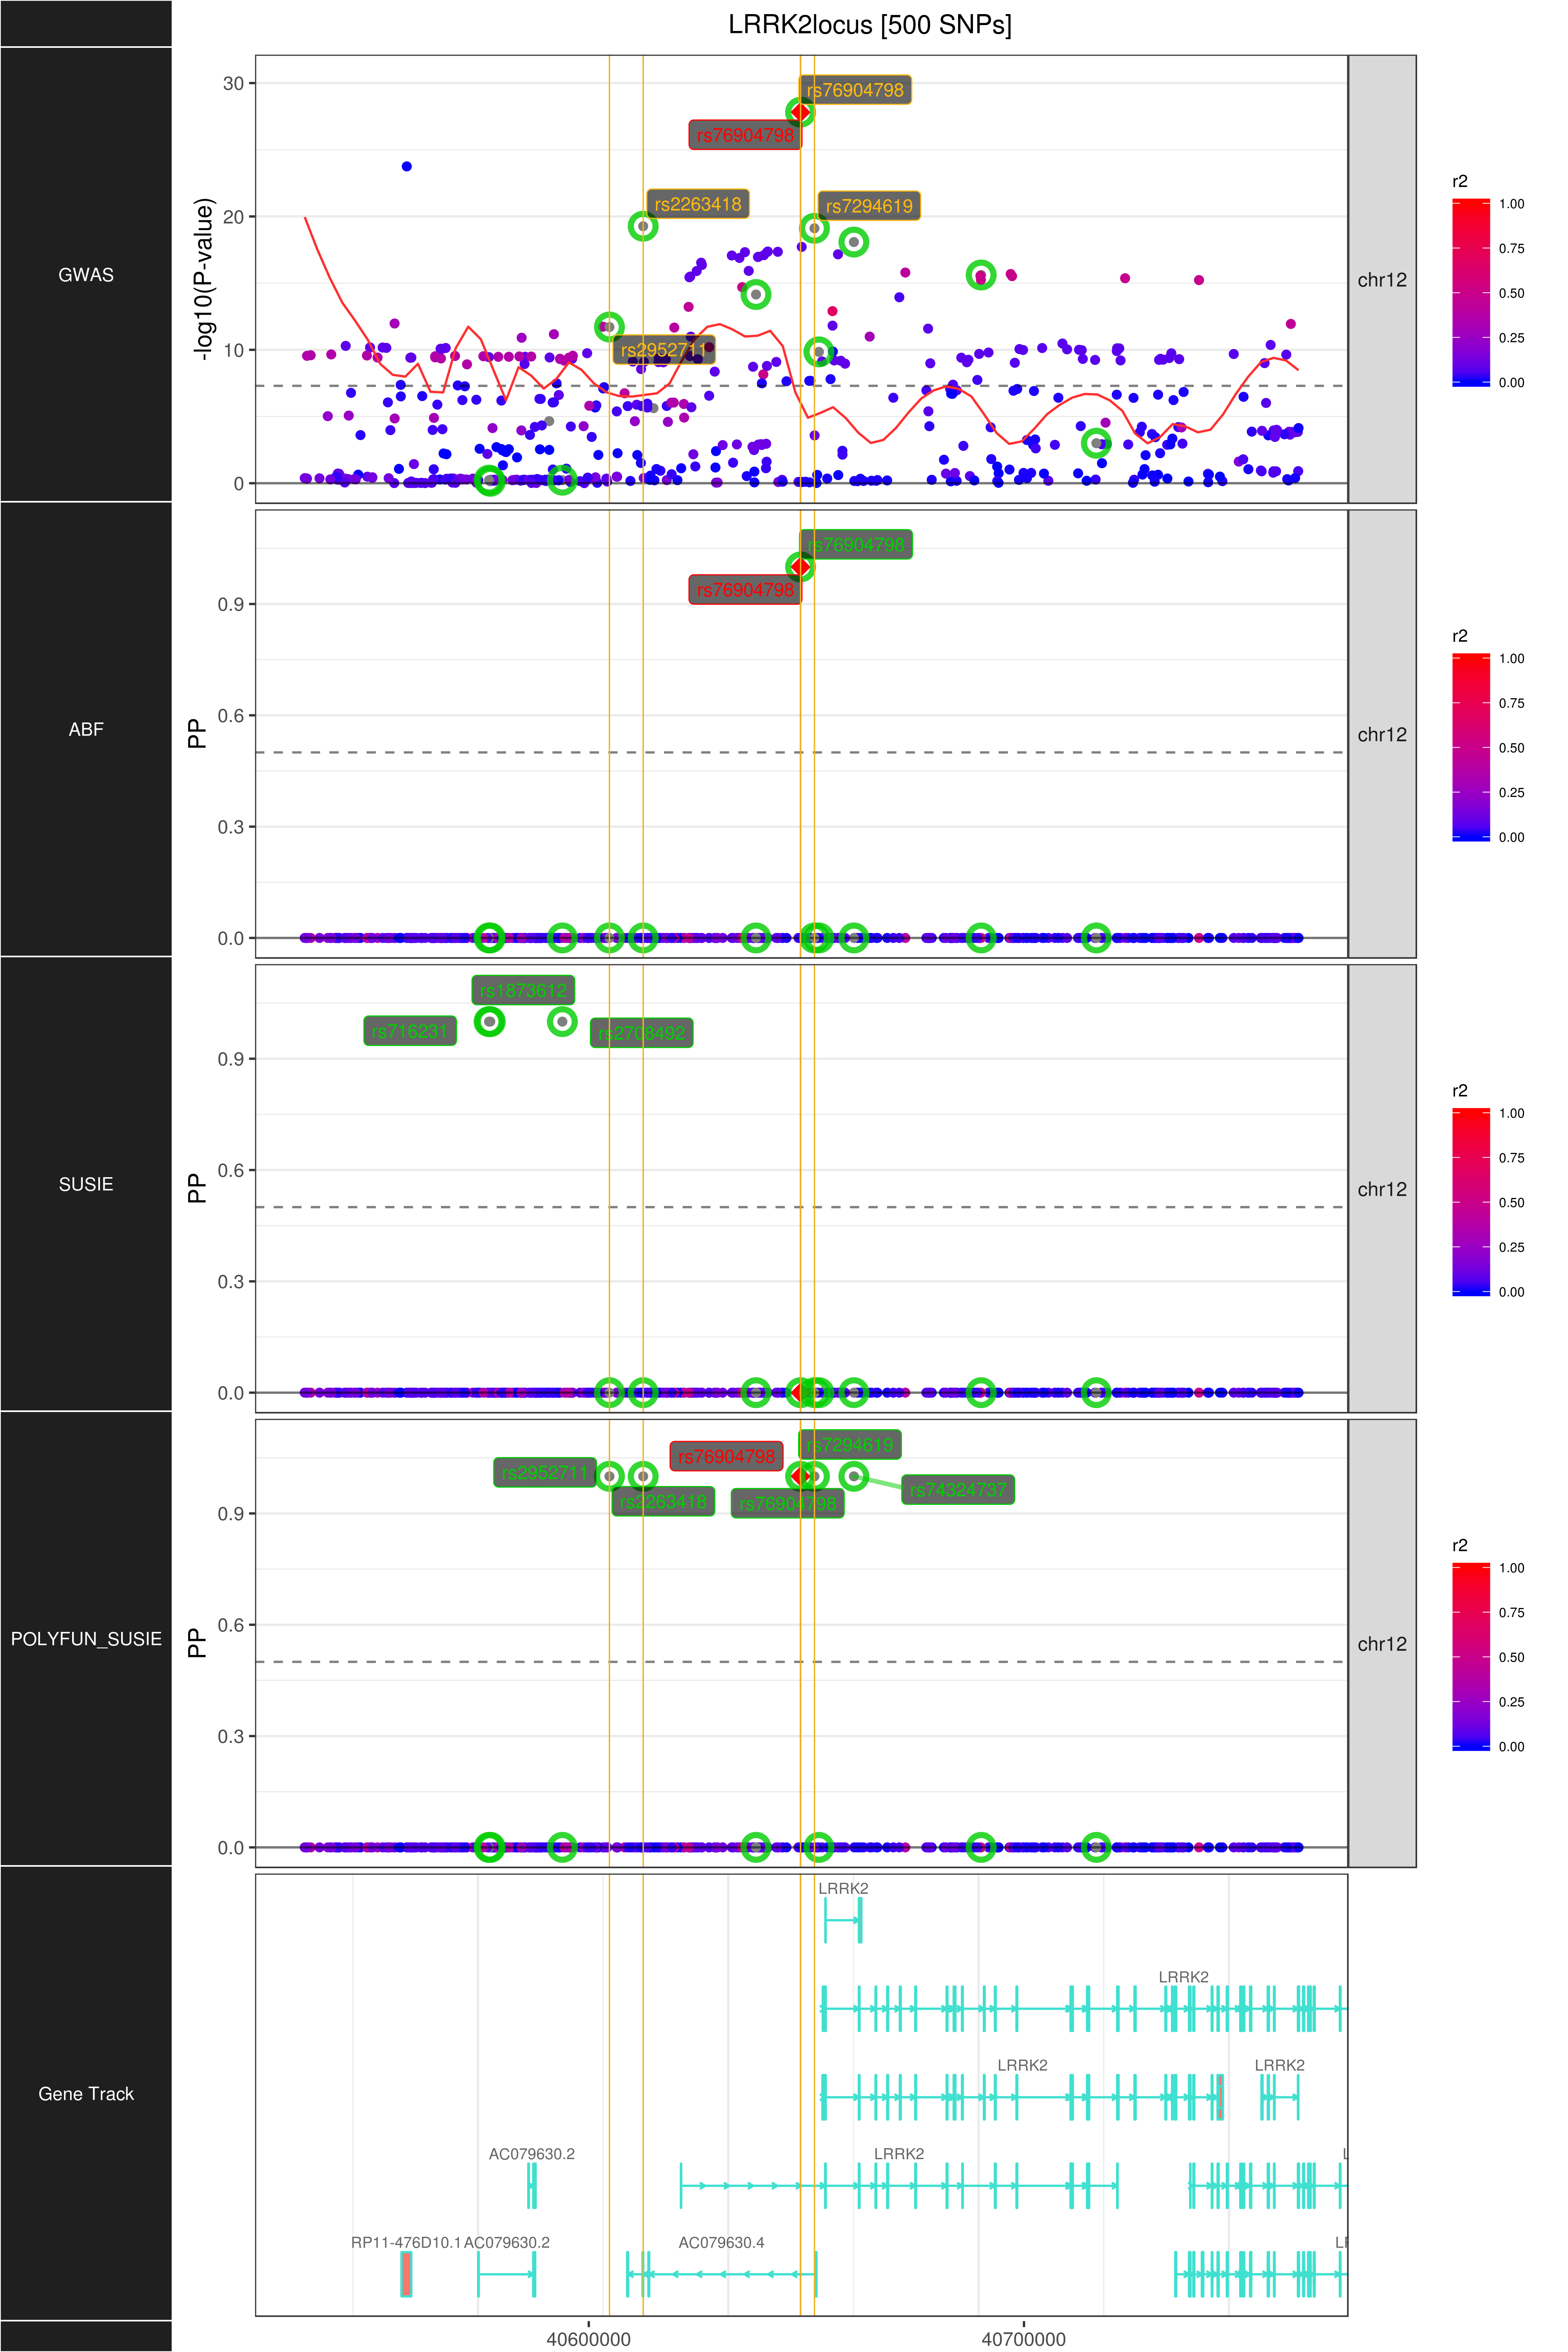 LRRK2locus [500 SNPs]
GWAS
-log10(P-value)
30
20
10
0
rs76904798
rs76904798
rs2263418
rs7294619
rs2952711
chr12
r2
1.00
0.75
0.50
0.25
0.00
ABF
PP
0.9
0.6
0.3
0.0
rs76904798
rs76904798
chr12
r2
1.00
0.75
0.50
0.25
0.00
SUSIE
PP
0.9
0.6
0.3
0.0
rs1873612
rs716231
rs2708492
chr12
r2
1.00
0.75
0.50
0.25
0.00
POLYFUN_SUSIE
PP
0.9
0.6
0.3
0.0
rs7294619
rs76904798
rs2952711
rs74324737
rs2263418
rs76904798
chr12
r2
1.00
0.75
0.50
0.25
0.00
Gene Track
LRRK2
LRRK2
LRRK2
LRRK2
AC079630.2
LRRK2
L
RP11-476D10.1
AC079630.2
AC079630.4
LF
40600000
40700000